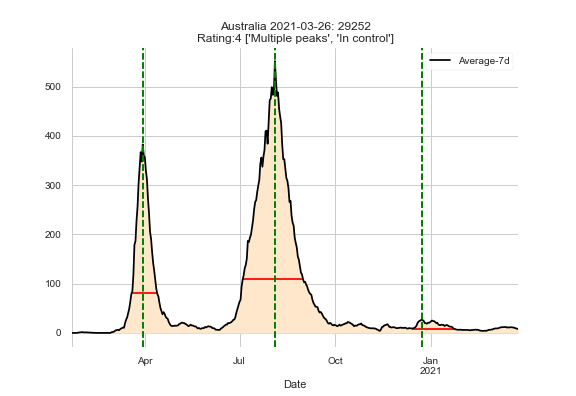 Australia 2021-03-26: 29252
Rating:4 ['Multiple peaks', 'In control']
Average-7d
500
400
300
200
100
0
Apr
Jul
Oct
Jan
2021
Date